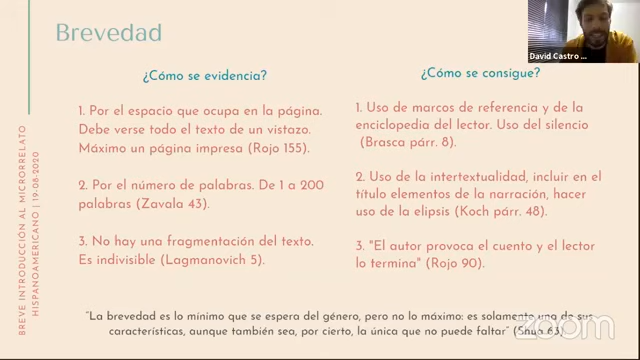 Brevedad
David Castro ...
¿Cómo se evidencia?
1. Por el espacio que ocupa en la página.
Debe verse todo el texto de un vistazo.
Máximo un página impresa (Rojo 155).
2. Por el número de palabras. De 1 a 200
palabras (Zavala 43).
3. No hay una fragmentación del texto.
Es indivisible (Lagmanovich 5).
¿Cómo se consigue?
1. Uso de marcos de referencia y de la
enciclopedia del lector. Uso del silencio
(Brasca párr. 8).
2. Uso de la intertextualidad, incluir en el
título elementos de la narración, hacer
uso de la elipsis (Koch párr. 48).
3. "El autor provoca el cuento y el lector
lo termina" (Rojo 90).
"La brevedad es lo mínimo que se espera del género, pero no lo máximo: es solamente una de sus
características, aunque también sea, por cierto, la única que no puede faltar" (Shua 63)
zoom
BREVE INTRODUCCIÓN AL MICRORRELATO
HISPANOAMERICANO | 19-08-2020